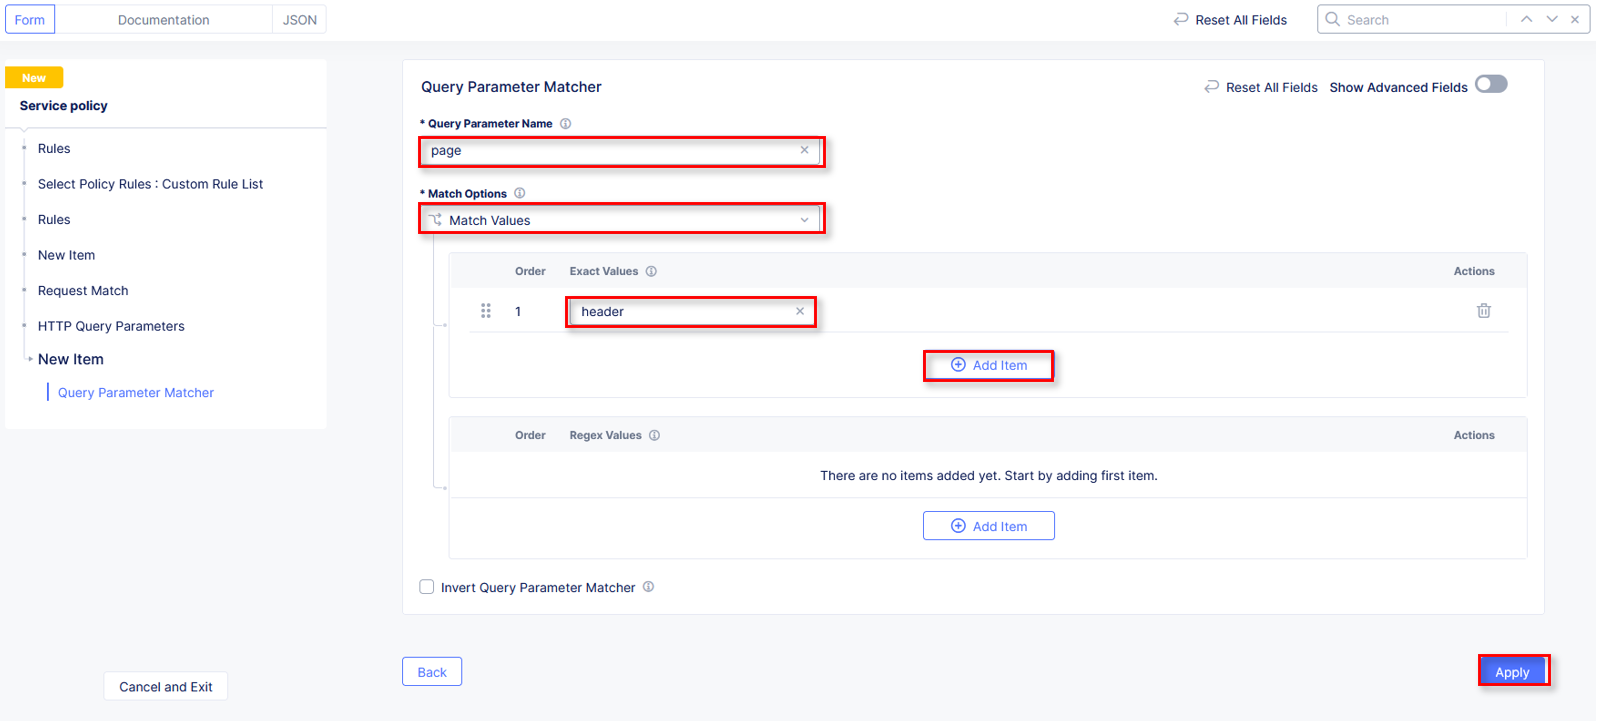 Form Documentation JSON Reset All Fields Search
New
Service policy
Rules
Select Policy Rules : Custom Rule List
Rules
New Item
Request Match
HTTP Query Parameters
New Item
Query Parameter Matcher
Cancel and Exit
Query Parameter Matcher Reset All Fields Show Advanced Fields
* Query Parameter Name
page
* Match Options
Match Values
Order Exact Values Actions
1 header
Add Item
Order Regex Values Actions
There are no items added yet. Start by adding first item.
Add Item
Invert Query Parameter Matcher
Back Apply